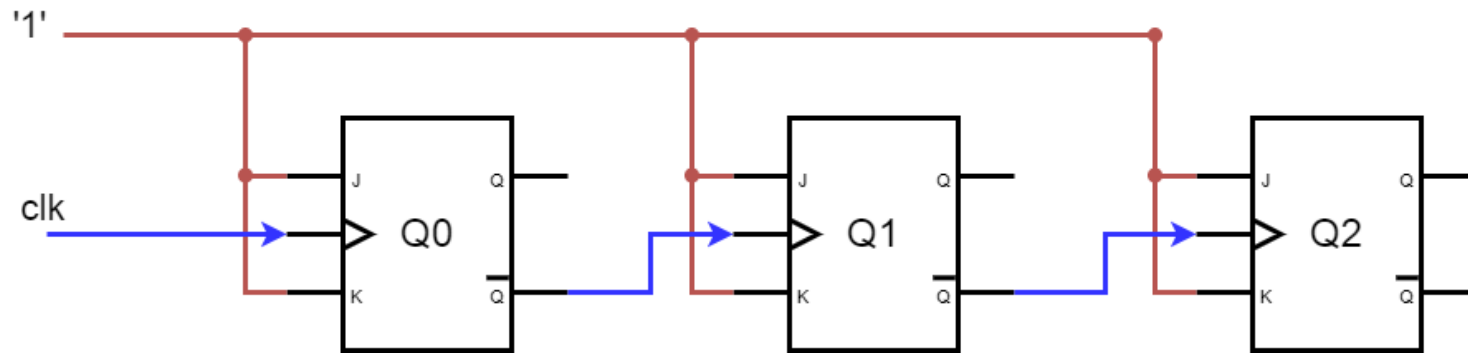 '1'
J Q J Q J Q
clk Q0 Q1 Q2
K Q̅ K Q̅ K Q̅